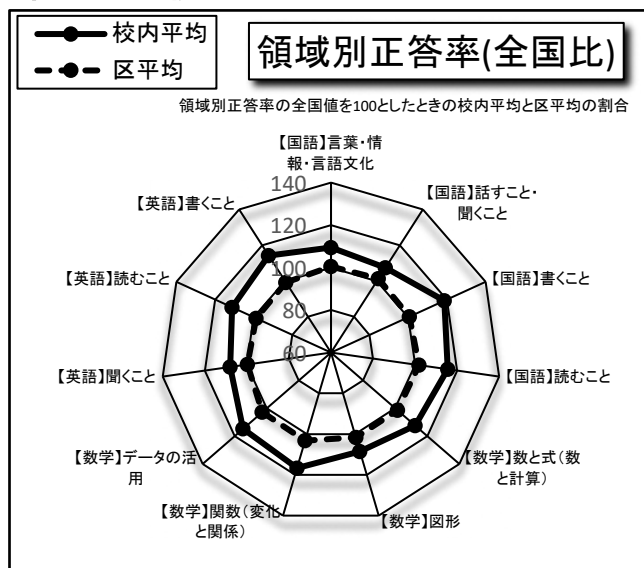 校内平均
区平均
領域別正答率(全国比)
領域別正答率の全国値を100としたときの校内平均と区平均の割合
【国語】言葉・情
報・言語文化
【国語】話すこと・
聞くこと
【国語】書くこと
【国語】読むこと
【数学】数と式(数
と計算)
【数学】図形
【数学】関数(変化
と関係)
【数学】データの活
用
【英語】聞くこと
【英語】読むこと
【英語】書くこと
140
120
100
80
60